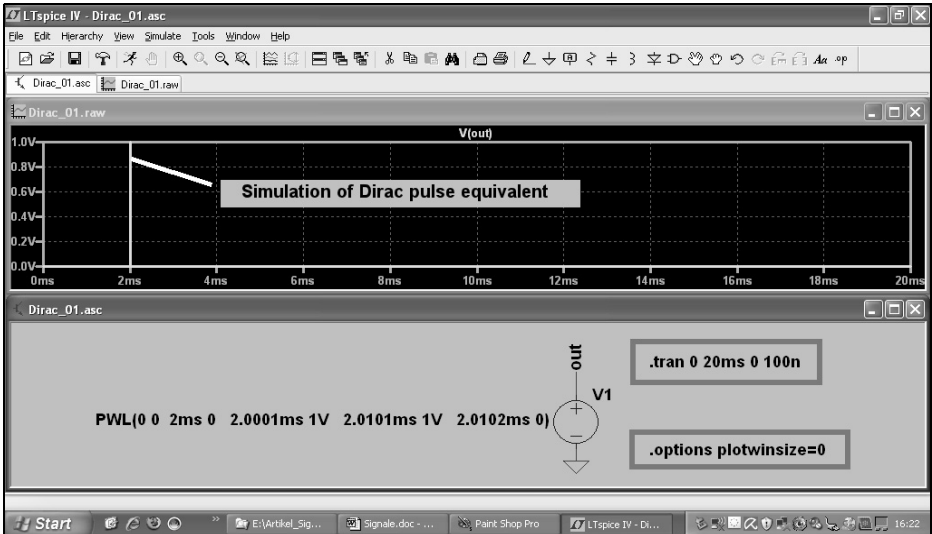 LTspice IV - Dirac_01.asc
File Edit Hierarchy View Simulate Tools Window Help
Aa .op
Dirac_01.asc Dirac_01.raw
Dirac_01.raw
V(out)
1.0V
0.8V
0.6V
0.4V
0.2V
0.0V
Simulation of Dirac pulse equivalent
0ms 2ms 4ms 6ms 8ms 10ms 12ms 14ms 16ms 18ms 20ms
Dirac_01.asc
out
.tran 0 20ms 0 100n
V1
PWL(0 0 2ms 0 2.0001ms 1V 2.0101ms 1V 2.0102ms 0)
.options plotwinsize=0
Start E:\Artikel_Sig... Signale.doc - ... Paint Shop Pro LTspice IV - Di... 16:22